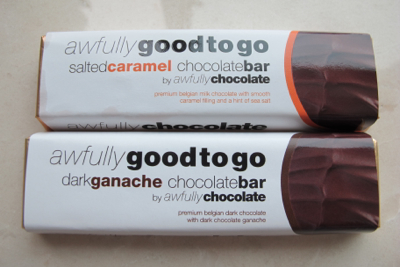 awfullygoodtogo
saltedcaramel chocolatebar
by awfullychocolate
premium belgian milk chocolate with smooth
caramel filling and a hint of sea salt
awfullychocolate
awfullygoodtogo
darkganache chocolatebar
by awfullychocolate
premium belgian dark chocolate
with dark chocolate ganache